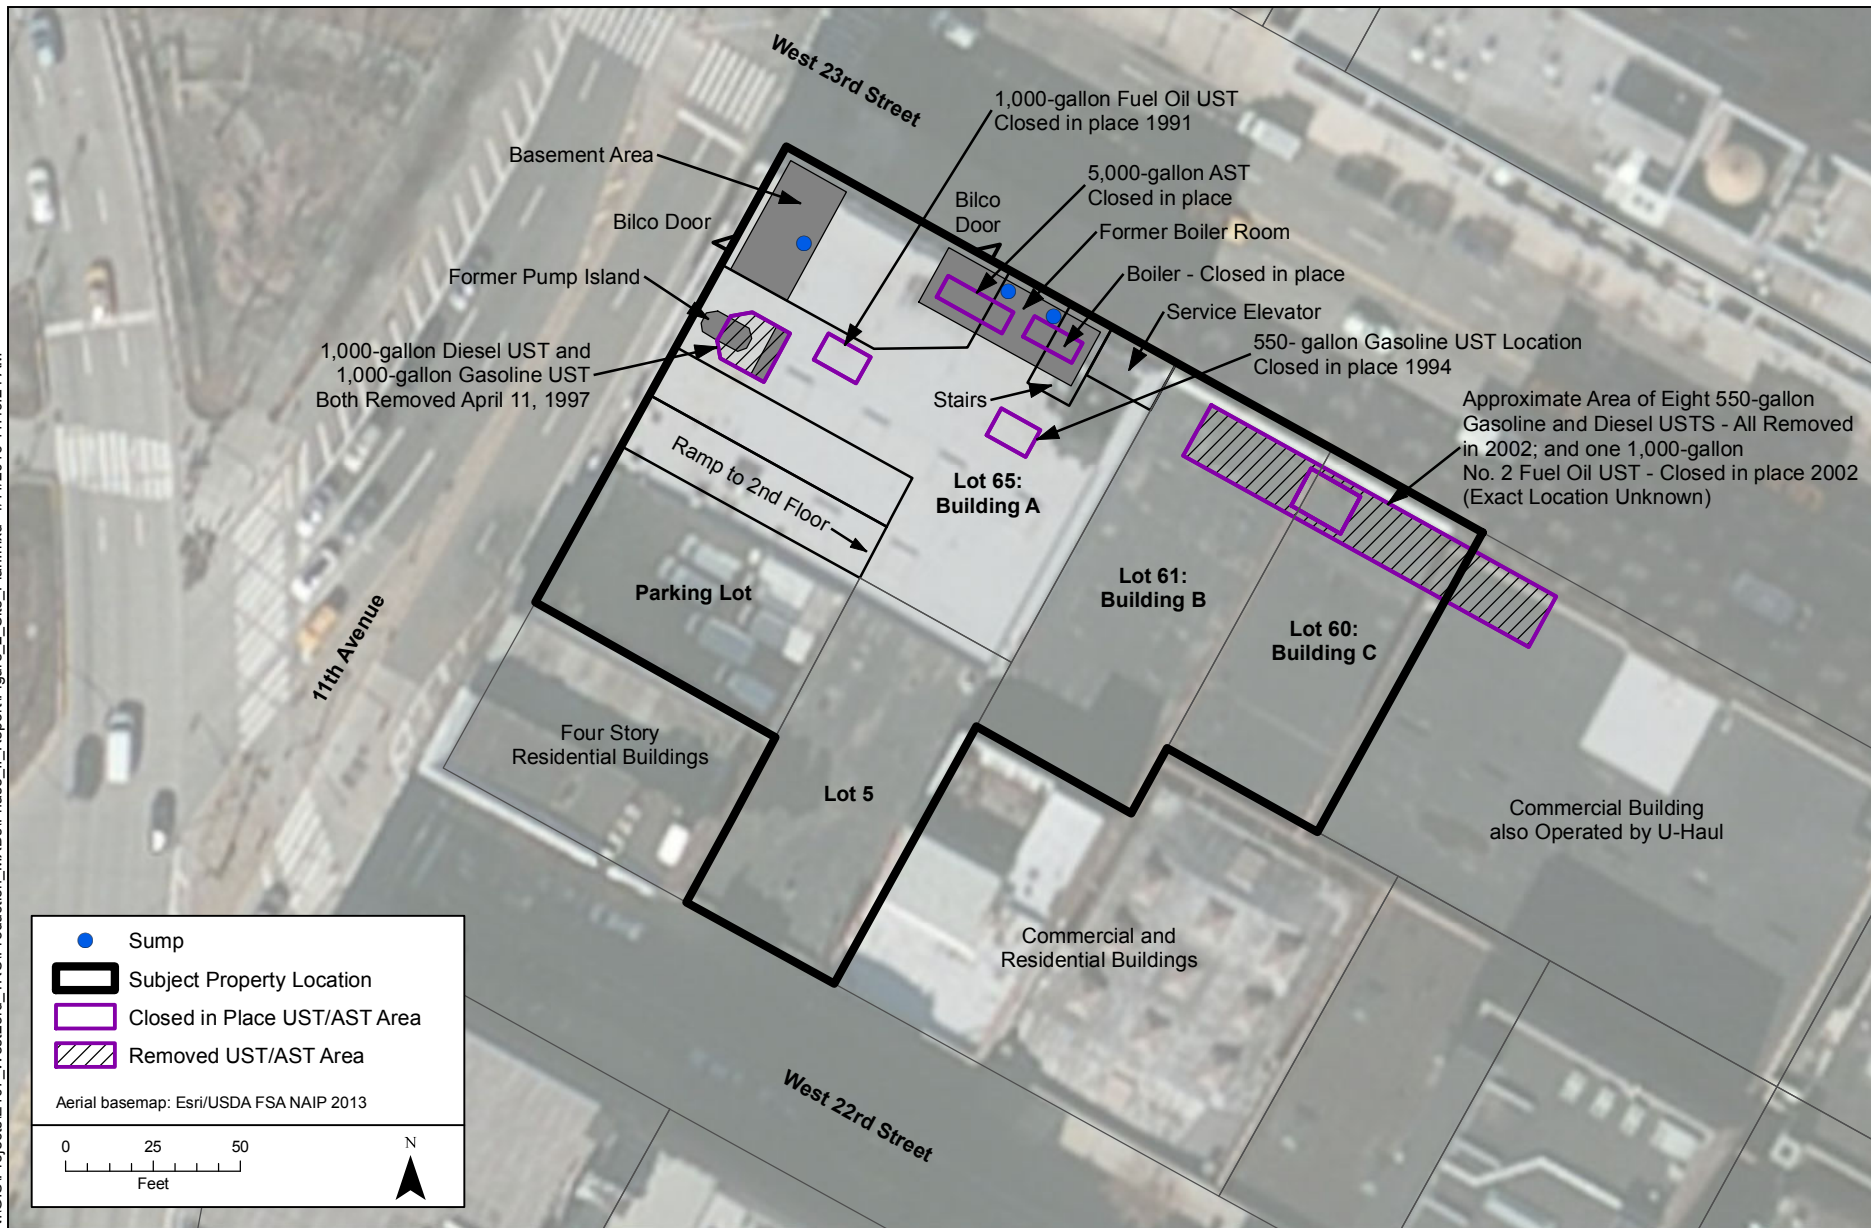 West 23rd Street
1,000-gallon Fuel Oil UST
Closed in place 1991
Basement Area
5,000-gallon AST
Closed in place
Bilco Door
Bilco
Door
Former Boiler Room
Former Pump Island
Boiler - Closed in place
Service Elevator
1,000-gallon Diesel UST and
1,000-gallon Gasoline UST
Both Removed April 11, 1997
550- gallon Gasoline UST Location
Closed in place 1994
Stairs
Approximate Area of Eight 550-gallon
Gasoline and Diesel USTS - All Removed
in 2002; and one 1,000-gallon
No. 2 Fuel Oil UST - Closed in place 2002
(Exact Location Unknown)
Ramp to 2nd Floor
Lot 65:
Building A
Parking Lot
Lot 61:
Building B
Lot 60:
Building C
11th Avenue
Four Story
Residential Buildings
Lot 5
Commercial Building
also Operated by U-Haul
Commercial and
Residential Buildings
West 22rd Street
Sump
Subject Property Location
Closed in Place UST/AST Area
Removed UST/AST Area
Aerial basemap: Esri/USDA FSA NAIP 2013
0 25 50
Feet
N